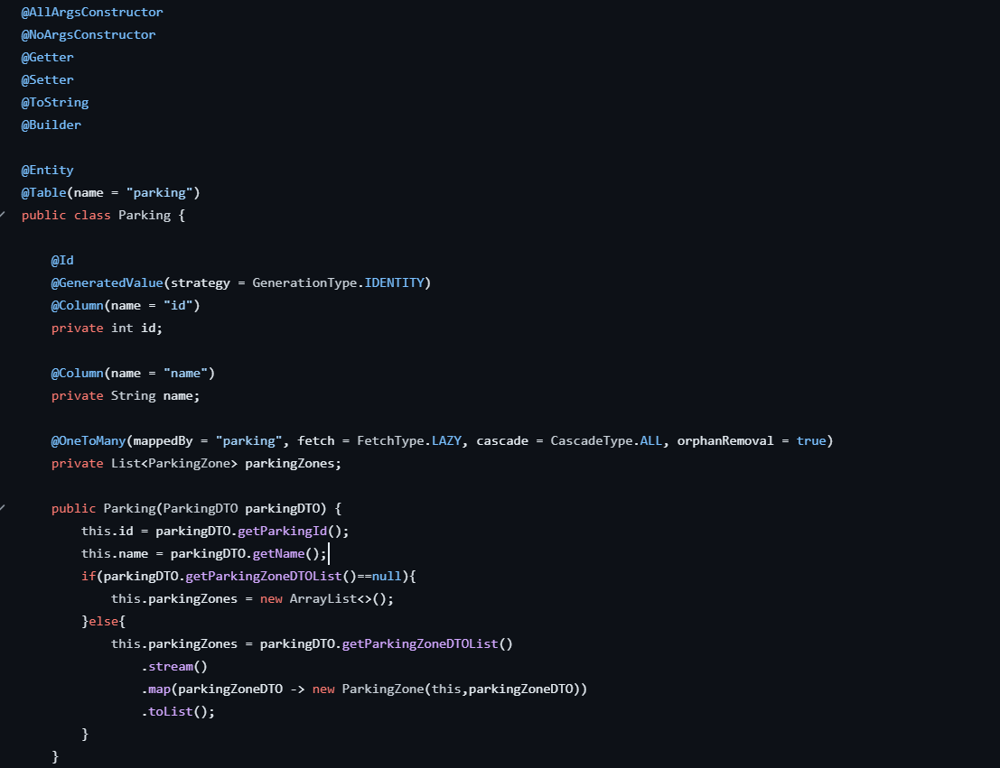 @AllArgsConstructor
@NoArgsConstructor
@Getter
@Setter
@ToString
@Builder
@Entity
@Table(name = "parking")
public class Parking {
@Id
@GeneratedValue(strategy = GenerationType.IDENTITY)
@Column(name = "id")
private int id;
@Column(name = "name")
private String name;
@OneToMany(mappedBy = "parking", fetch = FetchType.LAZY, cascade = CascadeType.ALL, orphanRemoval = true)
private List<ParkingZone> parkingZones;
public Parking(ParkingDTO parkingDTO) {
this.id = parkingDTO.getParkingId();
this.name = parkingDTO.getName();
if(parkingDTO.getParkingZoneDTOList()==null){
this.parkingZones = new ArrayList<>();
}else{
this.parkingZones = parkingDTO.getParkingZoneDTOList()
.stream()
.map(parkingZoneDTO -> new ParkingZone(this,parkingZoneDTO))
.toList();
}
}